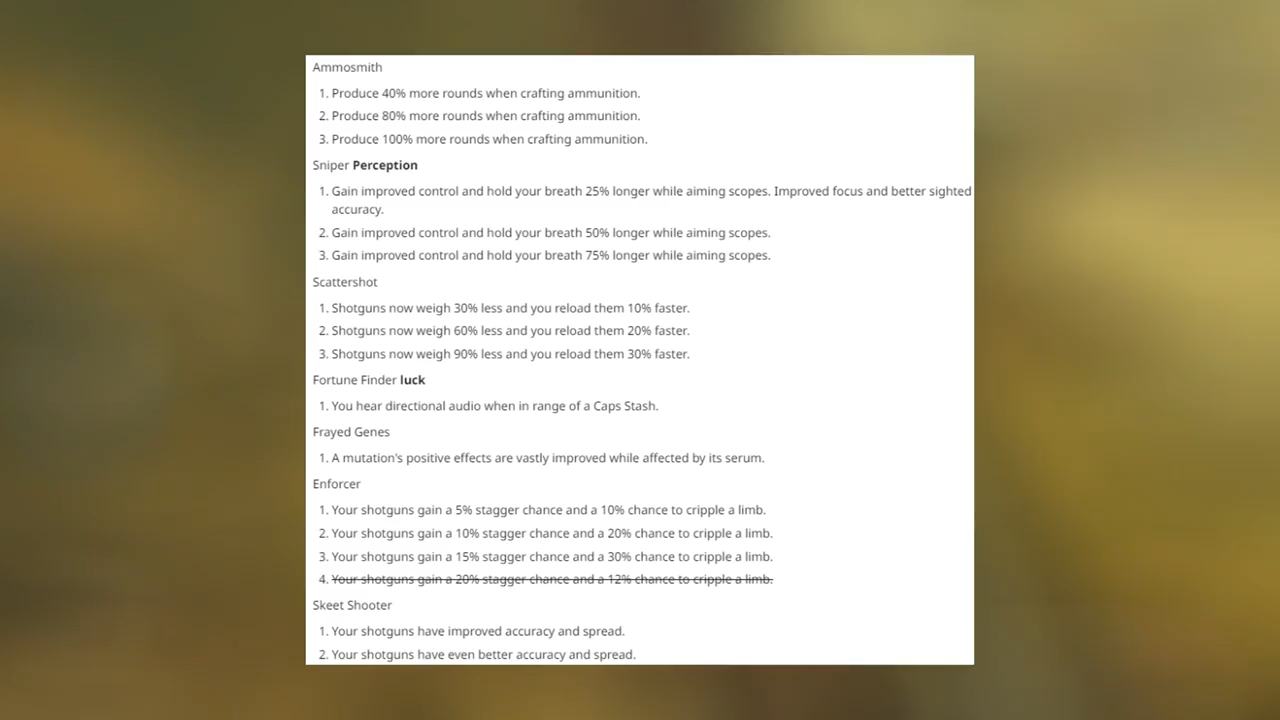 Ammosmith
1. Produce 40% more rounds when crafting ammunition.
2. Produce 80% more rounds when crafting ammunition.
3. Produce 100% more rounds when crafting ammunition.
Sniper Perception
1. Gain improved control and hold your breath 25% longer while aiming scopes. Improved focus and better sighted
accuracy.
2. Gain improved control and hold your breath 50% longer while aiming scopes.
3. Gain improved control and hold your breath 75% longer while aiming scopes.
Scattershot
1. Shotguns now weigh 30% less and you reload them 10% faster.
2. Shotguns now weigh 60% less and you reload them 20% faster.
3. Shotguns now weigh 90% less and you reload them 30% faster.
Fortune Finder luck
1. You hear directional audio when in range of a Caps Stash.
Frayed Genes
1. A mutation's positive effects are vastly improved while affected by its serum.
Enforcer
1. Your shotguns gain a 5% stagger chance and a 10% chance to cripple a limb.
2. Your shotguns gain a 10% stagger chance and a 20% chance to cripple a limb.
3. Your shotguns gain a 15% stagger chance and a 30% chance to cripple a limb.
4. Your shotguns gain a 20% stagger chance and a 12% chance to cripple a limb.
Skeet Shooter
1. Your shotguns have improved accuracy and spread.
2. Your shotguns have even better accuracy and spread.